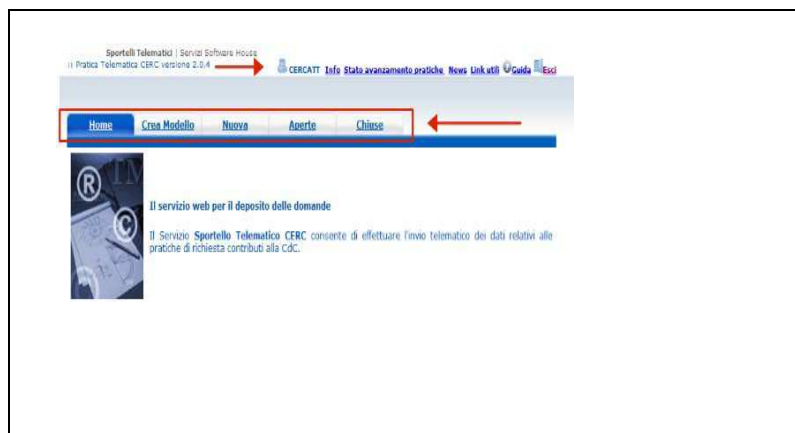 Sportelli Telematici | Servizi Software House
:: Pratica Telematica CERC versione 2.0.4
CERCATT Info Stato avanzamento pratiche News Link utili Guida Esci
Home Crea Modello Nuova Aperte Chiuse
Il servizio web per il deposito delle domande
Il Servizio Sportello Telematico CERC consente di effettuare l'invio telematico dei dati relativi alle
pratiche di richiesta contributi alla CdC.
® TM
©